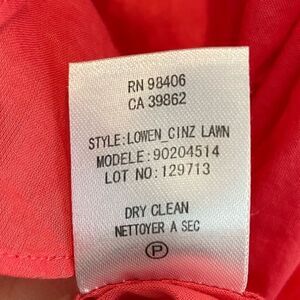 RN 98406
CA 39862
STYLE:LOWEN_CINZ LAWN
MODELE:90204514
LOT NO:129713
DRY CLEAN
NETTOYER A SEC
P